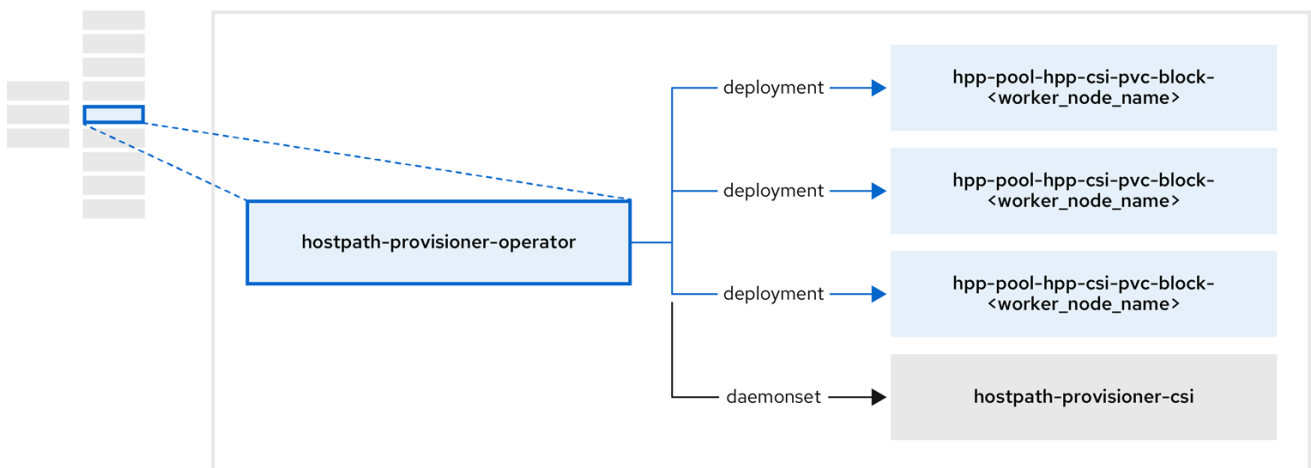 deployment
hpp-pool-hpp-csi-pvc-block-
<worker_node_name>
deployment
hpp-pool-hpp-csi-pvc-block-
<worker_node_name>
hostpath-provisioner-operator
deployment
hpp-pool-hpp-csi-pvc-block-
<worker_node_name>
daemonset
hostpath-provisioner-csi